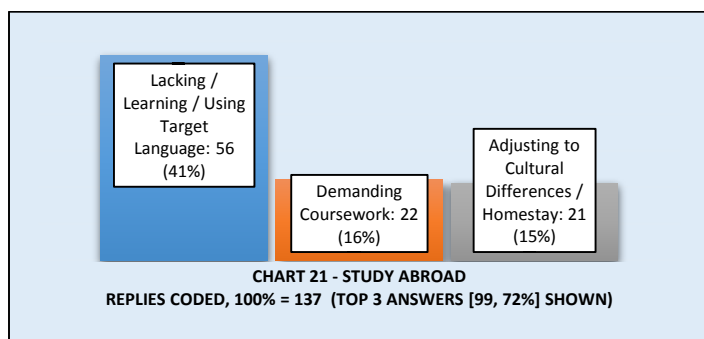 Lacking /
Learning / Using
Target
Language: 56
(41%)
Demanding
Coursework: 22
(16%)
Adjusting to
Cultural
Differences /
Homestay: 21
(15%)
CHART 21 - STUDY ABROAD
REPLIES CODED, 100% = 137 (TOP 3 ANSWERS [99, 72%] SHOWN)